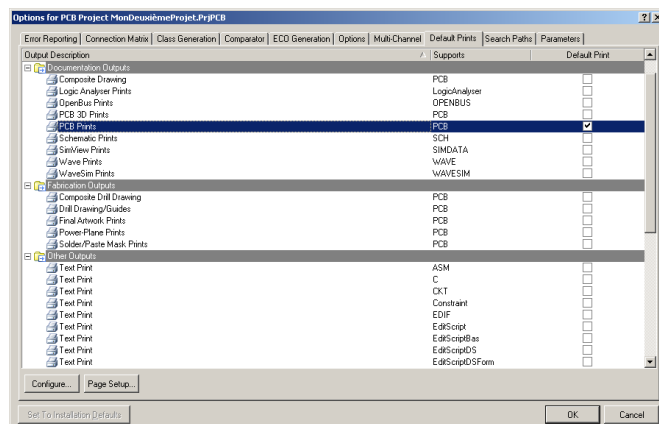 Options for PCB Project MonDeuxièmeProjet.PrjPCB
Error Reporting Connection Matrix Class Generation Comparator ECO Generation Options Multi-Channel Default Prints Search Paths Parameters
Output Description Supports Default Print
Documentation Outputs
Composite Drawing PCB
Logic Analyser Prints LogicAnalyser
OpenBus Prints OPENBUS
PCB 3D Prints PCB
PCB Prints PCB
Schematic Prints SCH
SimView Prints SIMDATA
Wave Prints WAVE
WaveSim Prints WAVESIM
Fabrication Outputs
Composite Drill Drawing PCB
Drill Drawing/Guides PCB
Final Artwork Prints PCB
Power-Plane Prints PCB
Solder/Paste Mask Prints PCB
Other Outputs
Text Print ASM
Text Print C
Text Print CKT
Text Print Constraint
Text Print EDIF
Text Print EditScript
Text Print EditScriptBas
Text Print EditScriptDS
Text Print EditScriptDSForm
Configure... Page Setup...
Set To Installation Defaults OK Cancel